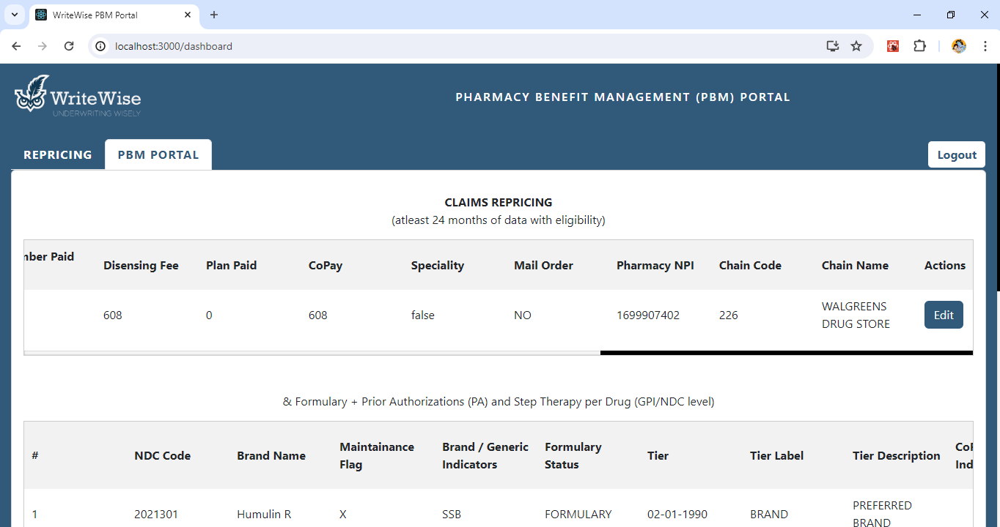 WriteWise PBM Portal
localhost:3000/dashboard
WriteWise
UNDERWRITING WISELY
PHARMACY BENEFIT MANAGEMENT (PBM) PORTAL
REPRICING
PBM PORTAL
Logout
CLAIMS REPRICING
(atleast 24 months of data with eligibility)
nber Paid Disensing Fee Plan Paid CoPay Speciality Mail Order Pharmacy NPI Chain Code Chain Name Actions
608 0 608 false NO 1699907402 226 WALGREENS Edit
DRUG STORE
& Formulary + Prior Authorizations (PA) and Step Therapy per Drug (GPI/NDC level)
# NDC Code Brand Name Maintainance Brand / Generic Formulary Tier Tier Label Tier Description CoP
Flag Indicators Status Ind
1 2021301 Humulin R X SSB FORMULARY 02-01-1990 BRAND PREFERRED
BRAND